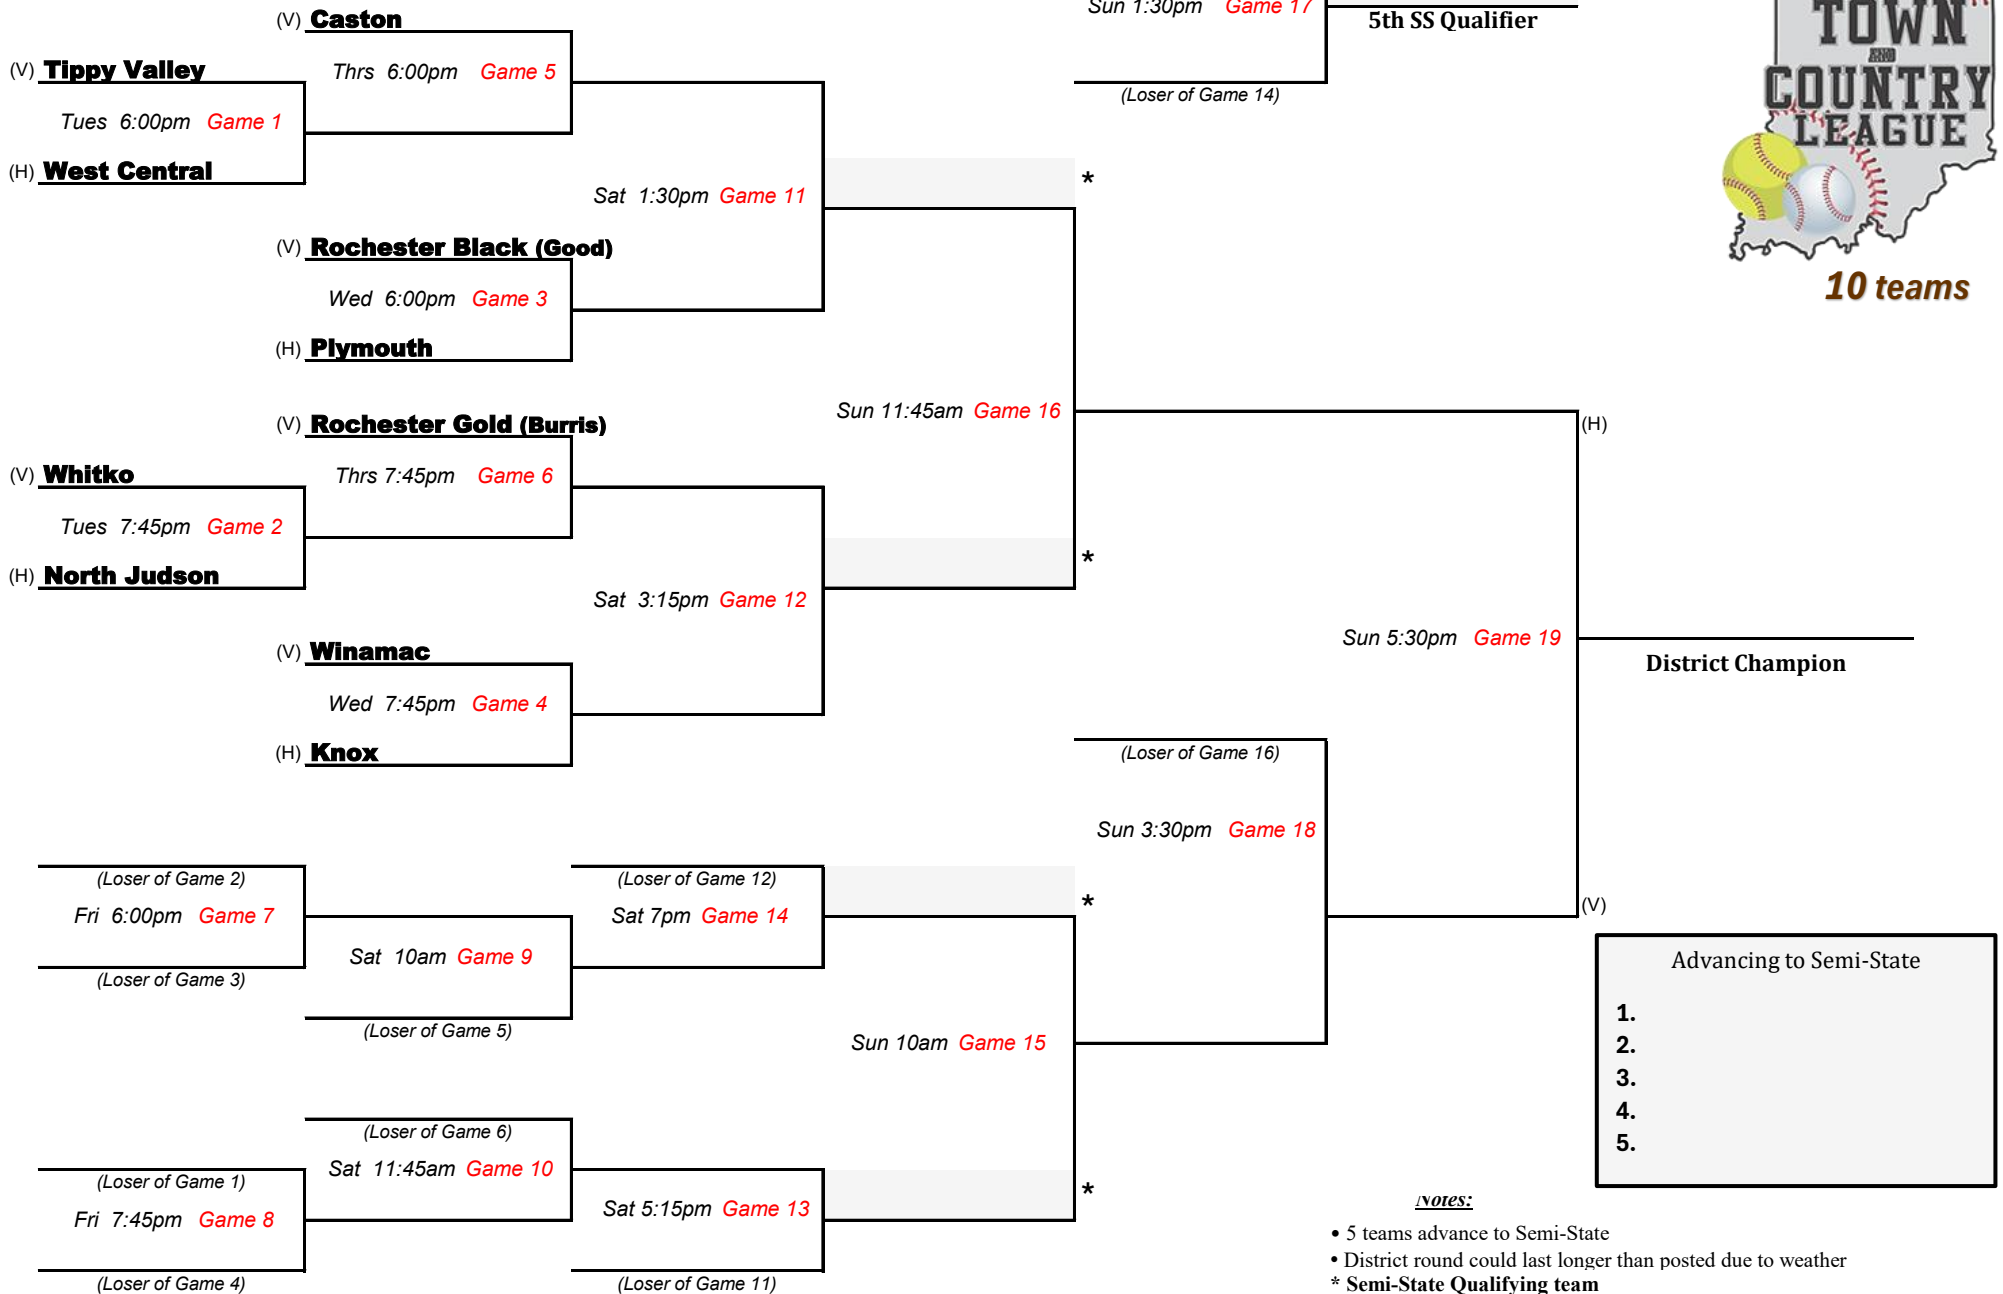 (V) Caston
Sun 1:30pm Game 17
5th SS Qualifier
TOWN
AND
COUNTRY
LEAGUE
(V) Tippy Valley
Thrs 6:00pm Game 5
(Loser of Game 14)
Tues 6:00pm Game 1
(H) West Central
*
Sat 1:30pm Game 11
(V) Rochester Black (Good)
10 teams
Wed 6:00pm Game 3
(H) Plymouth
Sun 11:45am Game 16
(V) Rochester Gold (Burris)
(H)
(V) Whitko
Thrs 7:45pm Game 6
Tues 7:45pm Game 2
*
(H) North Judson
Sat 3:15pm Game 12
(V) Winamac
Sun 5:30pm Game 19
District Champion
Wed 7:45pm Game 4
(H) Knox
(Loser of Game 16)
Sun 3:30pm Game 18
(Loser of Game 2)
(Loser of Game 12)
*
(V)
Fri 6:00pm Game 7
Sat 7pm Game 14
Sat 10am Game 9
(Loser of Game 3)
(Loser of Game 5)
Sun 10am Game 15
Advancing to Semi-State
1.
2.
3.
4.
5.
(Loser of Game 6)
Sat 11:45am Game 10
(Loser of Game 1)
*
Fri 7:45pm Game 8
Sat 5:15pm Game 13
(Loser of Game 4)
(Loser of Game 11)
Notes:
• 5 teams advance to Semi-State
• District round could last longer than posted due to weather
* Semi-State Qualifying team